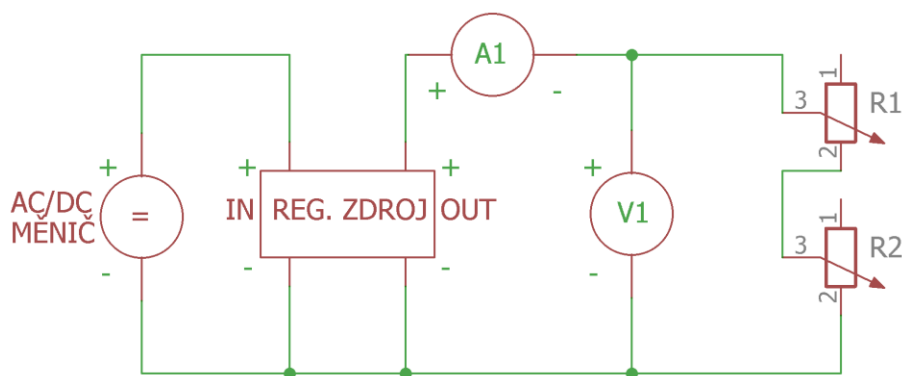 A1
+ -
1
3 R1
2
+ + + +
AC/DC
MĚNIČ
=
IN REG. ZDROJ OUT
V1
1
3 R2
2
- - - -